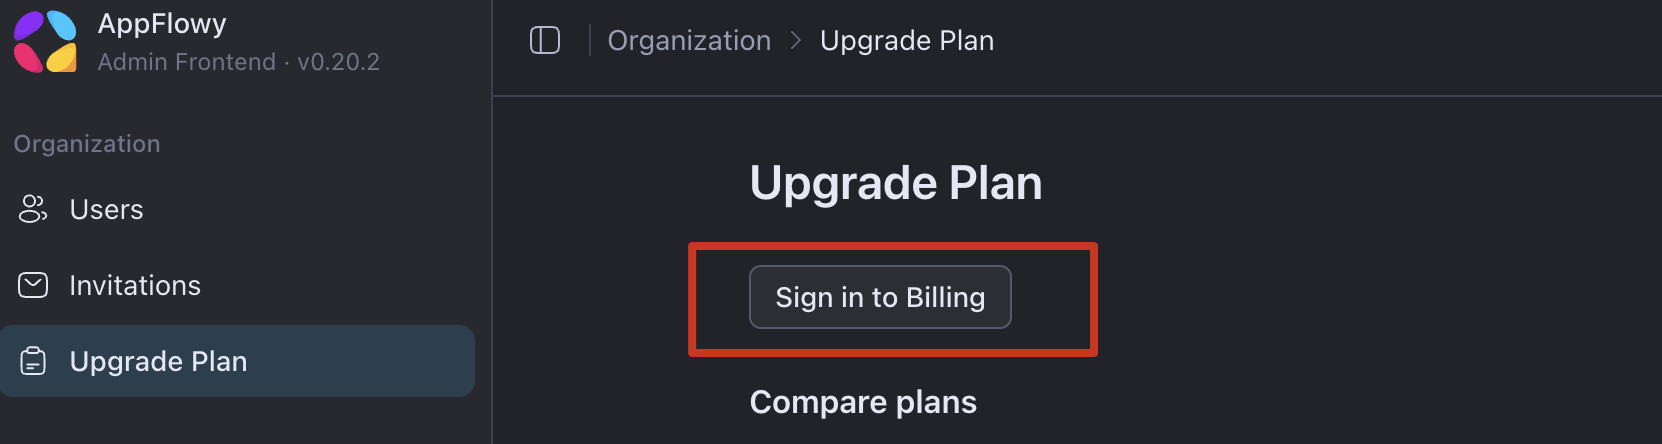 AppFlowy
Admin Frontend · v0.20.2
Organization
Users
Invitations
Upgrade Plan
Organization > Upgrade Plan
Upgrade Plan
Sign in to Billing
Compare plans